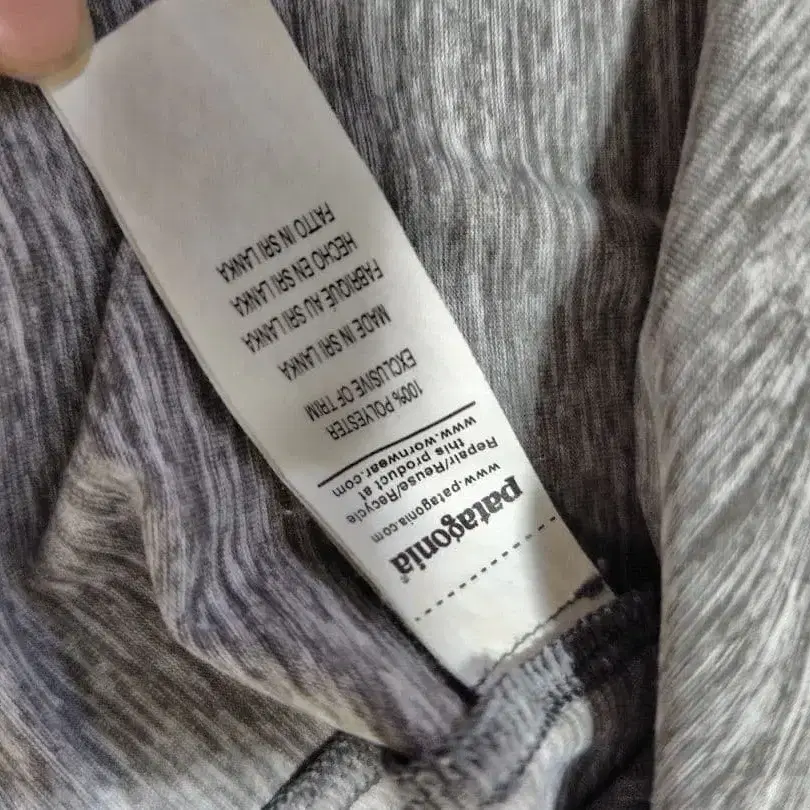 patagonia®
www.patagonia.com
Repair/Reuse/Recycle
this product at
www.wornwear.com
100% POLYESTER
EXCLUSIVE OF TRIM
MADE IN SRI LANKA
FABRIQUÉ AU SRI LANKA
HECHO EN SRI LANKA
FATTO IN SRI LANKA